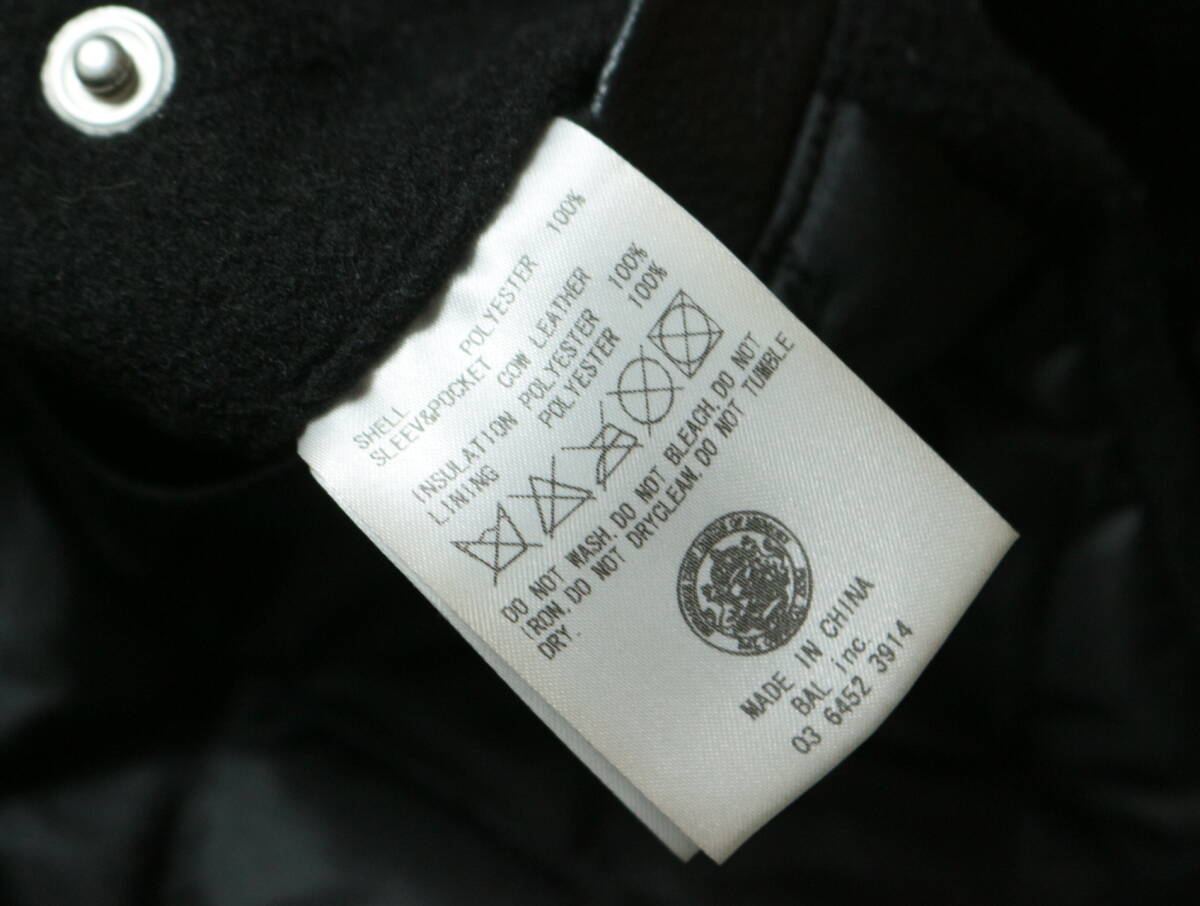 SHELL POLYESTER 100%
SLEEV&POCKET
COW LEATHER
INSULATION POLYESTER 100%
LINING POLYESTER 100%
DO NOT WASH.DO NOT BLEACH.DO NOT
IRON.DO NOT DRYCLEAN.DO NOT TUMBLE
DRY.
MADE IN CHINA
BAL inc.
03 6452 3914